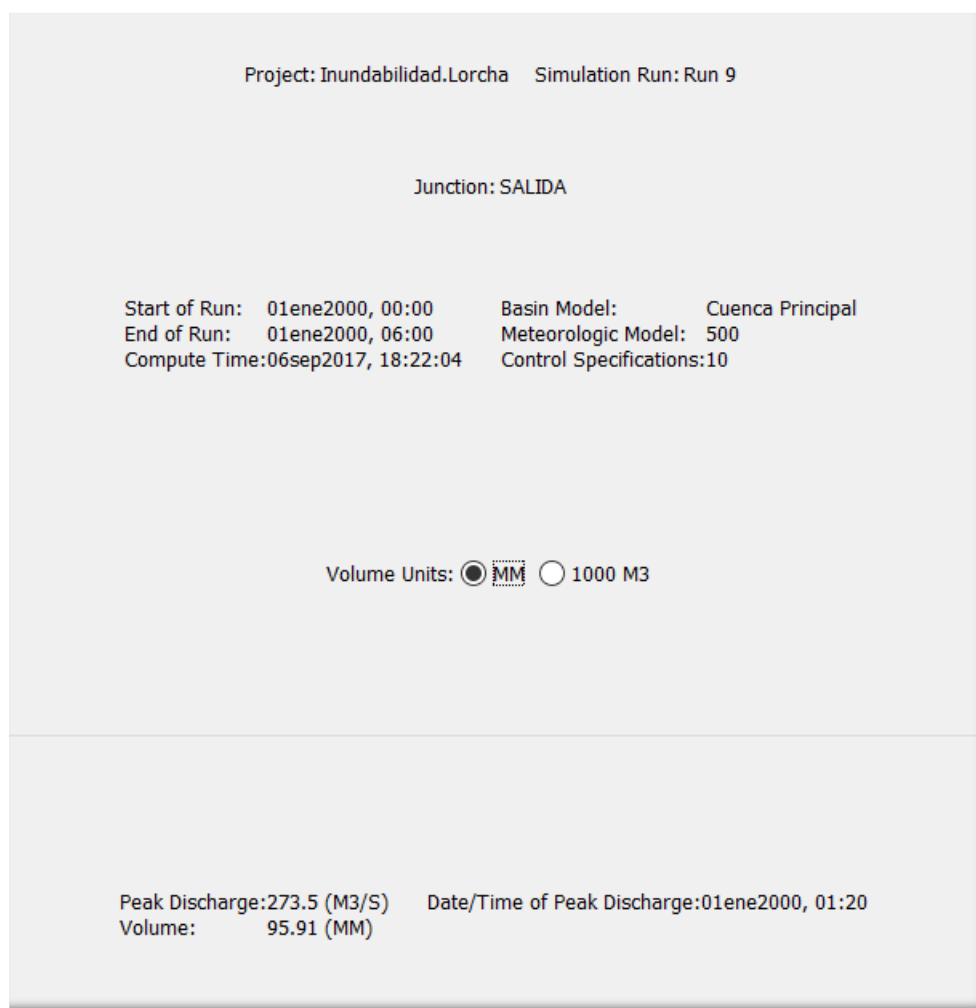 Project: Inundabilidad.Lorcha Simulation Run: Run 9
Junction: SALIDA
Start of Run: 01ene2000, 00:00 Basin Model: Cuenca Principal
End of Run: 01ene2000, 06:00 Meteorologic Model: 500
Compute Time:06sep2017, 18:22:04 Control Specifications:10
Volume Units: MM 1000 M3
Peak Discharge:273.5 (M3/S) Date/Time of Peak Discharge:01ene2000, 01:20
Volume: 95.91 (MM)